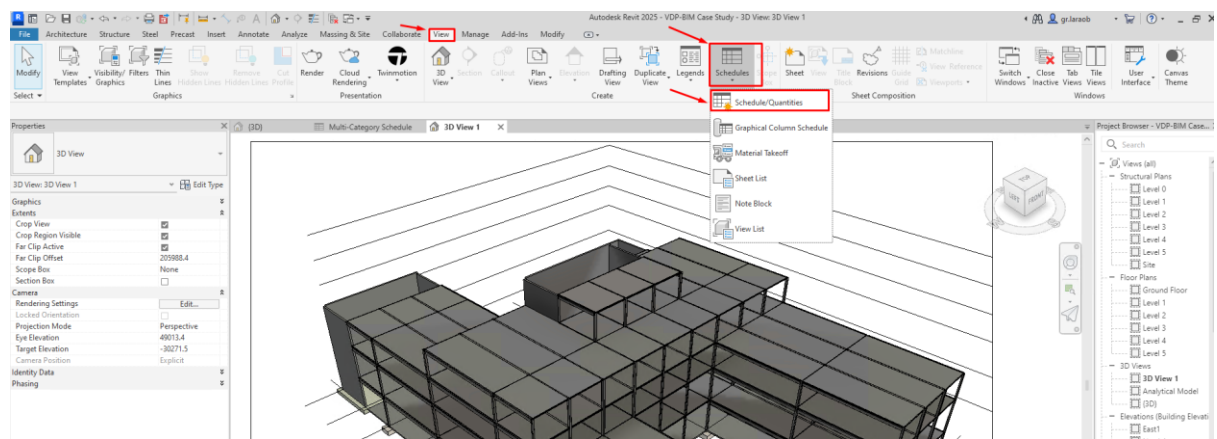 Autodesk Revit 2025 - VDP-BIM Case Study - 3D View: 3D View 1
gr.laraob
File Architecture Structure Steel Precast Insert Annotate Analyze Massing & Site Collaborate View Manage Add-Ins Modify
Modify
View Templates
Visibility/ Graphics
Filters
Thin Lines
Show Hidden Lines
Remove Hidden Lines
Cut Profile
Render
Cloud Rendering
Twinmotion
3D View
Section
Callout
Plan Views
Elevation
Drafting View
Duplicate View
Legends
Schedules
Scope Box
Sheet
View
Title Block
Revisions
Guide Grid
Matchline
View Reference
Viewports
Switch Windows
Close Inactive
Tab Views
Tile Views
User Interface
Canvas Theme
Select Graphics Presentation Create Sheet Composition Windows
Schedule/Quantities
Graphical Column Schedule
Material Takeoff
Sheet List
Note Block
View List
Properties
3D View
3D View: 3D View 1 Edit Type
Graphics
Extents
Crop View
Crop Region Visible
Far Clip Active
Far Clip Offset 205988.4
Scope Box None
Section Box
Camera
Rendering Settings Edit...
Locked Orientation
Projection Mode Perspective
Eye Elevation 49013.4
Target Elevation -30271.5
Camera Position Explicit
Identity Data
Phasing
{3D} Multi-Category Schedule 3D View 1
TOP
LEFT FRONT
Project Browser - VDP-BIM Case...
Search
Views (all)
Structural Plans
Level 0
Level 1
Level 2
Level 3
Level 4
Level 5
Site
Floor Plans
Ground Floor
Level 1
Level 2
Level 3
Level 4
Level 5
3D Views
3D View 1
Analytical Model
{3D}
Elevations (Building Elevati
East1